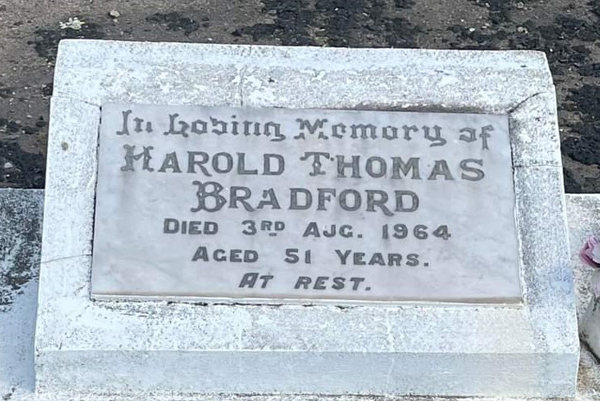 In Loving Memory of
HAROLD THOMAS
BRADFORD
DIED 3RD AUG. 1964
AGED 51 YEARS.
AT REST.